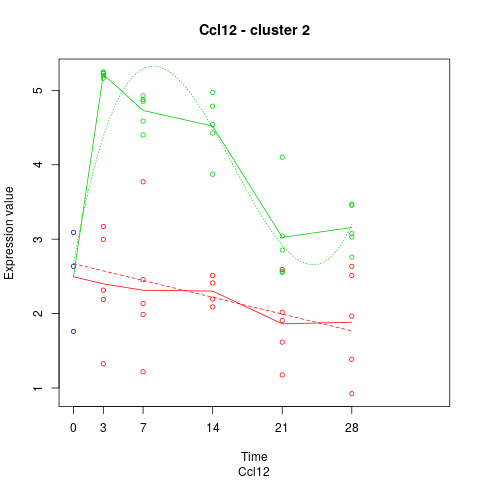 Ccl12 - cluster 2
Expression value
5
4
3
2
1
0 3 7 14 21 28
Time
Ccl12